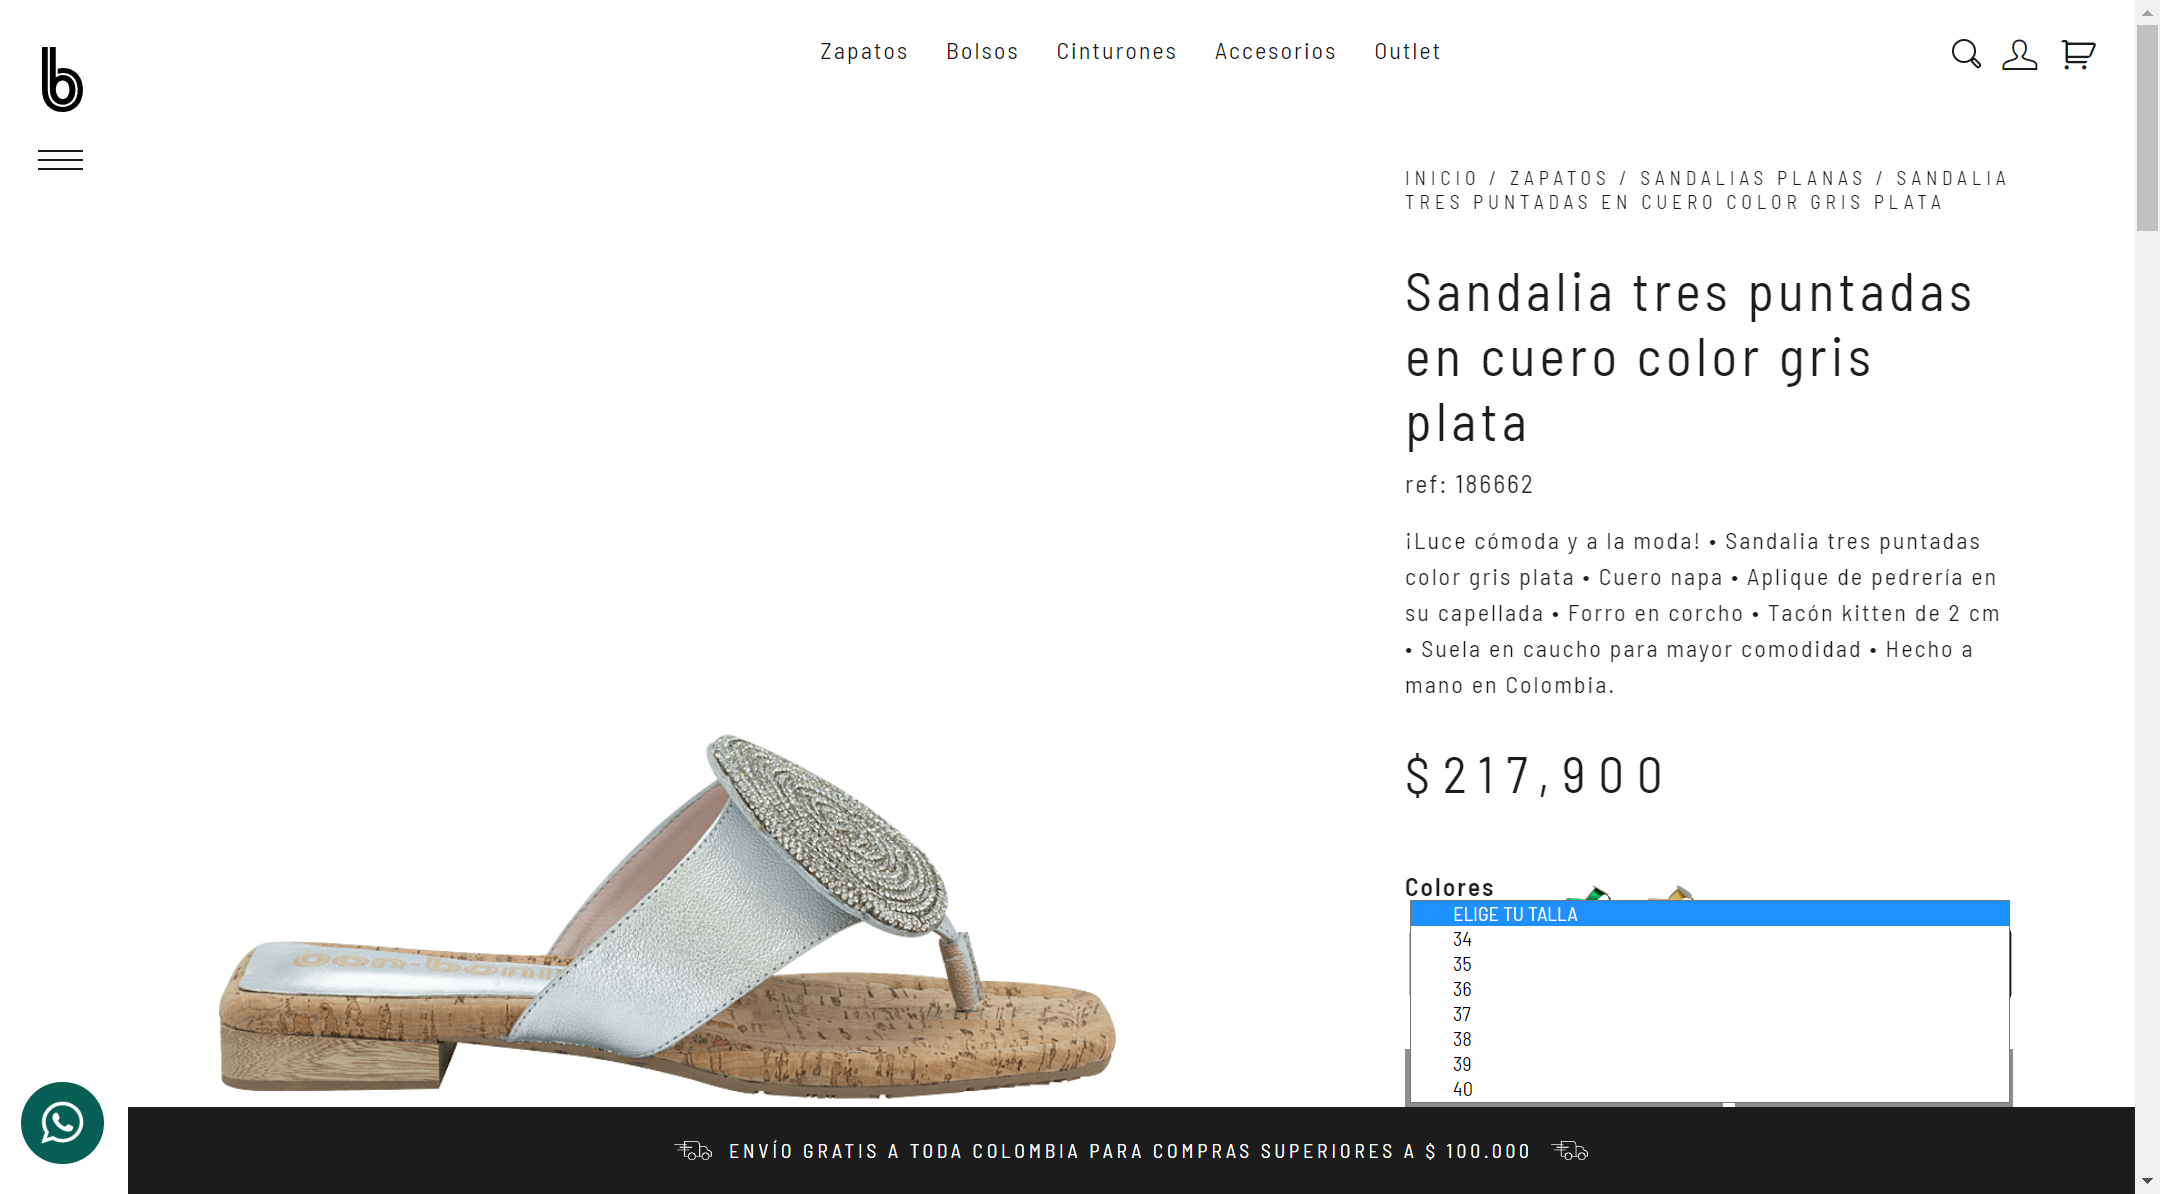 b
Zapatos Bolsos Cinturones Accesorios Outlet
INICIO / ZAPATOS / SANDALIAS PLANAS / SANDALIA
TRES PUNTADAS EN CUERO COLOR GRIS PLATA
Sandalia tres puntadas
en cuero color gris
plata
ref: 186662
¡Luce cómoda y a la moda! • Sandalia tres puntadas
color gris plata • Cuero napa • Aplique de pedrería en
su capellada • Forro en corcho • Tacón kitten de 2 cm
• Suela en caucho para mayor comodidad • Hecho a
mano en Colombia.
$217,900
Colores
ELIGE TU TALLA
34
35
36
37
38
39
40
ENVÍO GRATIS A TODA COLOMBIA PARA COMPRAS SUPERIORES A $ 100.000